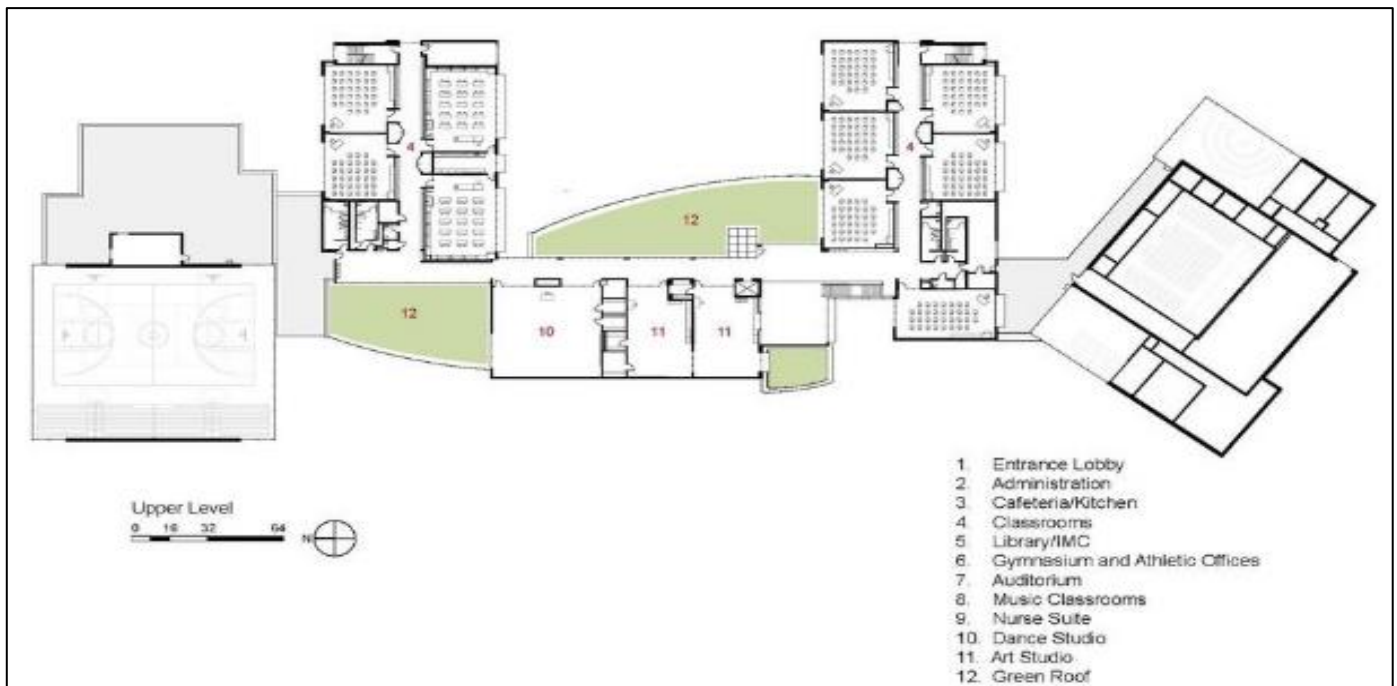 4
4
12
12
10
11
11
Upper Level
0 16 32 64
N
1. Entrance Lobby
2. Administration
3. Cafeteria/Kitchen
4. Classrooms
5. Library/IMC
6. Gymnasium and Athletic Offices
7. Auditorium
8. Music Classrooms
9. Nurse Suite
10. Dance Studio
11. Art Studio
12. Green Roof